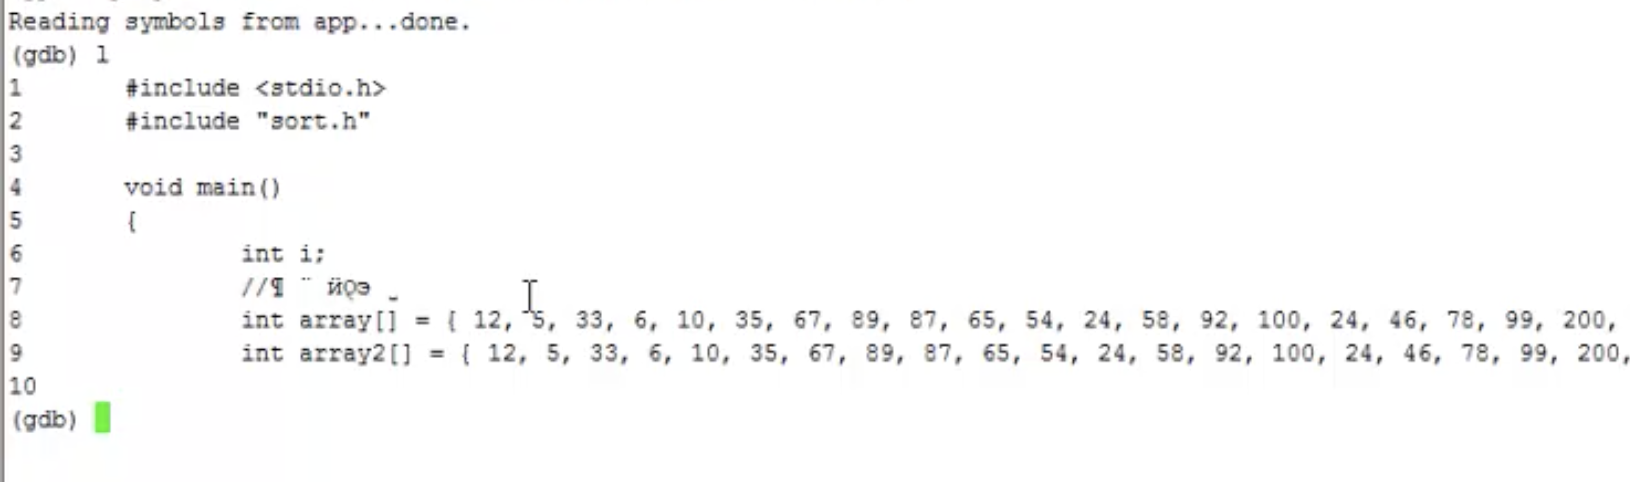 Reading symbols from app...done.
(gdb) l
1 #include <stdio.h>
2 #include "sort.h"
3
4 void main()
5 {
6 int i;
7 //¶ ¨ йQэ
8 int array[] = { 12, 5, 33, 6, 10, 35, 67, 89, 87, 65, 54, 24, 58, 92, 100, 24, 46, 78, 99, 200,
9 int array2[] = { 12, 5, 33, 6, 10, 35, 67, 89, 87, 65, 54, 24, 58, 92, 100, 24, 46, 78, 99, 200,
10
(gdb)